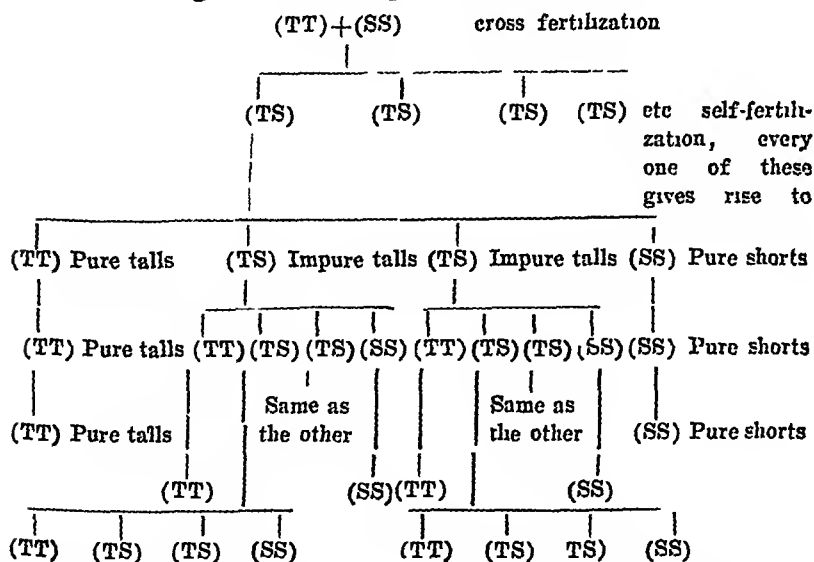 (TT)+(SS) cross fertilization
(TS) (TS) (TS) (TS) etc self-fertili-
zation, every
one of these
gives rise to
(TT) Pure talls (TS) Impure talls (TS) Impure talls (SS) Pure shorts
(TT) Pure talls (TT) (TS) (TS) (SS) (TT) (TS) (TS) (SS) (SS) Pure shorts
Same as Same as
the other the other
(TT) Pure talls (SS) Pure shorts
(TT) (SS) (TT) (SS)
(TT) (TS) (TS) (SS) (TT) (TS) TS) (SS)